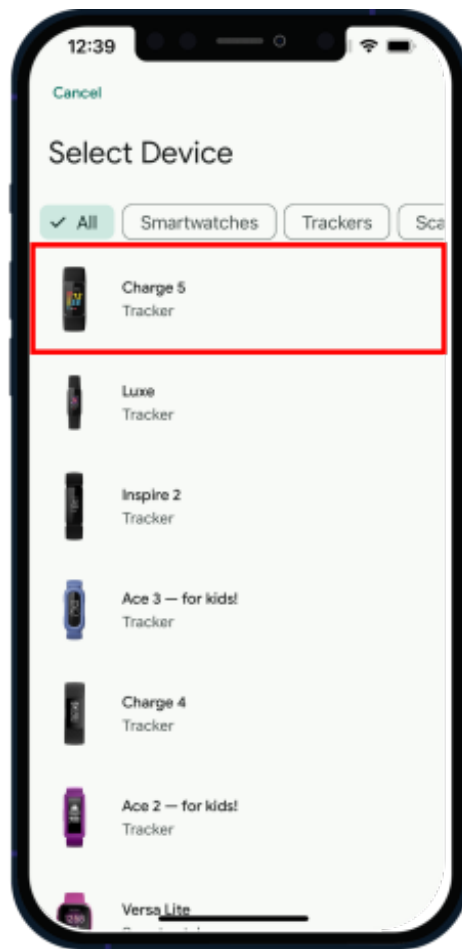 12:39
Cancel
Select Device
✓ All Smartwatches Trackers Sca
Charge 5
Tracker
Luxe
Tracker
Inspire 2
Tracker
Ace 3 — for kids!
Tracker
Charge 4
Tracker
Ace 2 — for kids!
Tracker
Versa Lite